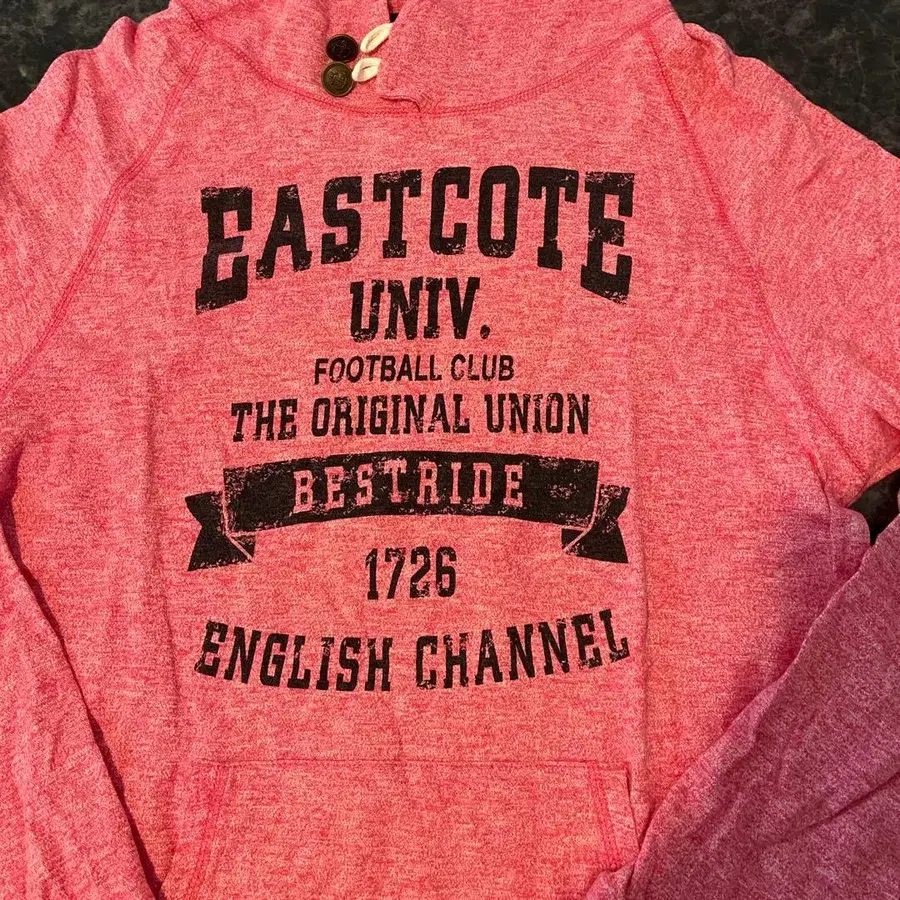 EASTCOTE
UNIV.
FOOTBALL CLUB
THE ORIGINAL UNION
BESTRIDE
1726
ENGLISH CHANNEL